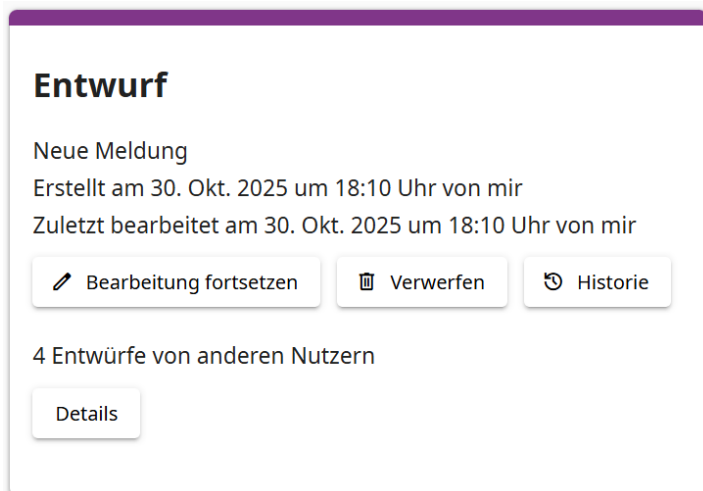 Entwurf
Neue Meldung
Erstellt am 30. Okt. 2025 um 18:10 Uhr von mir
Zuletzt bearbeitet am 30. Okt. 2025 um 18:10 Uhr von mir
Bearbeitung fortsetzen Verwerfen Historie
4 Entwürfe von anderen Nutzern
Details